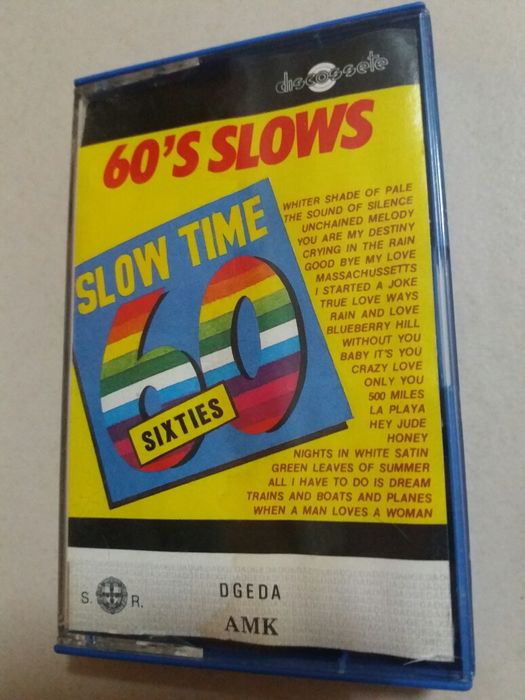 discossete
60'S SLOWS
SLOW TIME
60
SIXTIES
WHITER SHADE OF PALE
THE SOUND OF SILENCE
UNCHAINED MELODY
YOU ARE MY DESTINY
CRYING IN THE RAIN
GOOD BYE MY LOVE
MASSACHUSSETTS
I STARTED A JOKE
TRUE LOVE WAYS
RAIN AND LOVE
BLUEBERRY HILL
WITHOUT YOU
BABY IT'S YOU
CRAZY LOVE
ONLY YOU
500 MILES
LA PLAYA
HEY JUDE
HONEY
NIGHTS IN WHITE SATIN
GREEN LEAVES OF SUMMER
ALL I HAVE TO DO IS DREAM
TRAINS AND BOATS AND PLANES
WHEN A MAN LOVES A WOMAN
S. R.
DGEDA
AMK